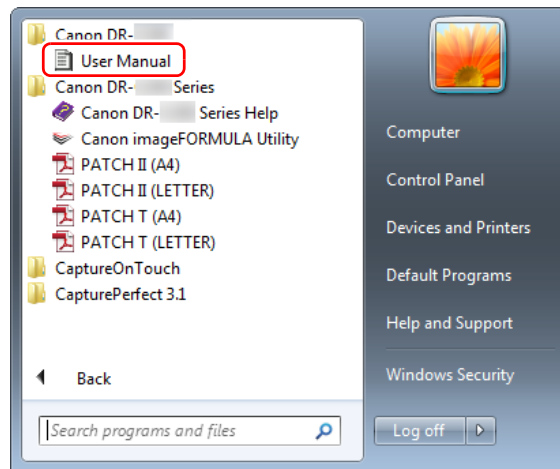 Canon DR-
User Manual
Canon DR- Series
Canon DR- Series Help
Canon imageFORMULA Utility
PATCH II (A4)
PATCH II (LETTER)
PATCH T (A4)
PATCH T (LETTER)
CaptureOnTouch
CapturePerfect 3.1
Back
Search programs and files
Computer
Control Panel
Devices and Printers
Default Programs
Help and Support
Windows Security
Log off